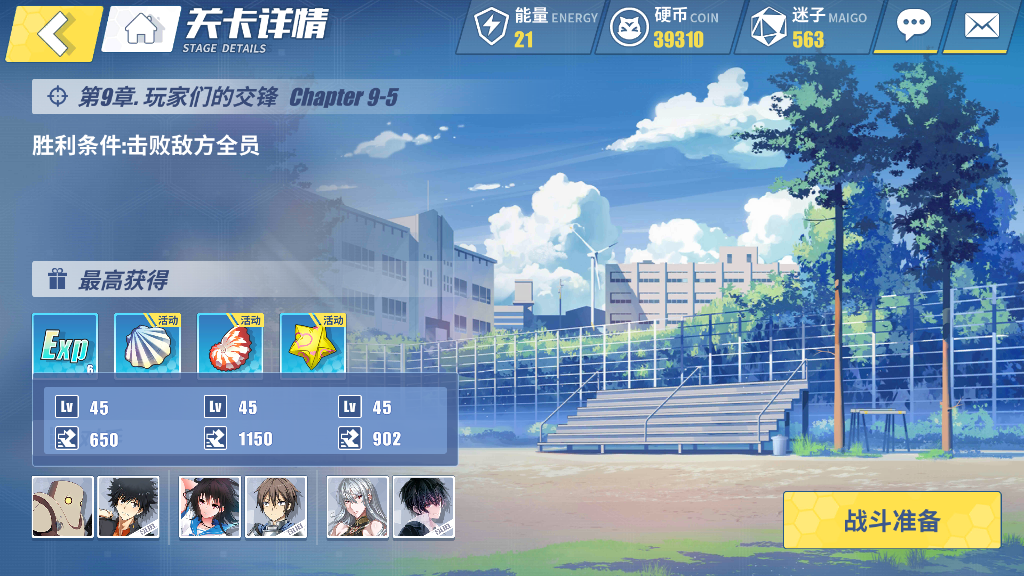 关卡详情
STAGE DETAILS
能量 ENERGY
21
硬币 COIN
39310
迷子 MAIGO
563
第9章.玩家们的交锋 Chapter 9-5
胜利条件:击败敌方全员
最高获得
Exp
6
活动
活动
活动
Lv 45
Lv 45
Lv 45
650
1150
902
战斗准备